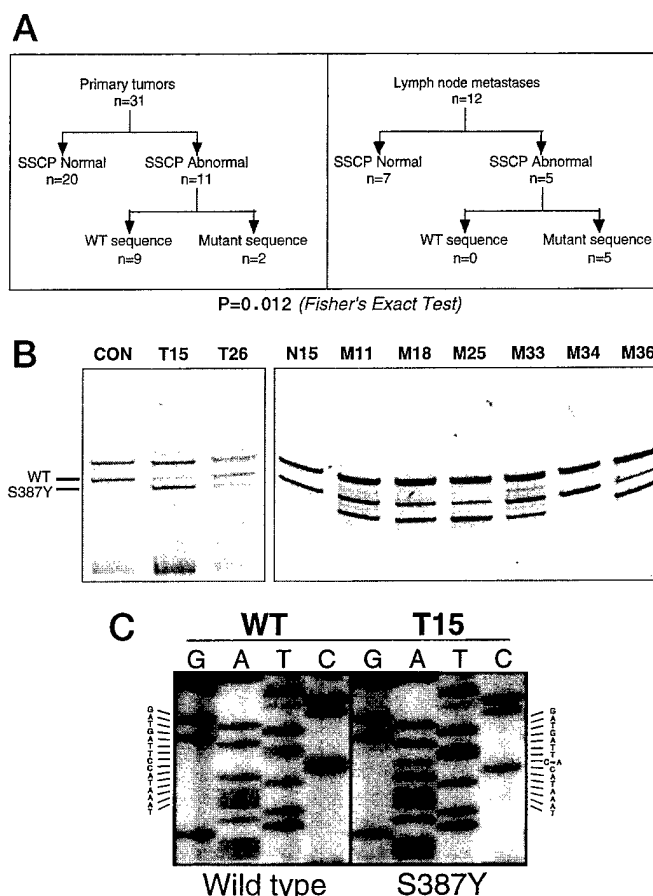 A
Primary tumors
n=31
SSCP Normal
n=20
SSCP Abnormal
n=11
WT sequence
n=9
Mutant sequence
n=2
Lymph node metastases
n=12
SSCP Normal
n=7
SSCP Abnormal
n=5
WT sequence
n=0
Mutant sequence
n=5
P=0.012 (Fisher's Exact Test)
B
CON T15 T26 N15 M11 M18 M25 M33 M34 M36
WT
S387Y
C
WT T15
G A T C G A T C
G
A
T
G
A
T
T
C
C
A
T
A
A
A
T
G
A
T
G
A
T
T
C→A
C
A
T
A
A
A
T
Wild type S387Y